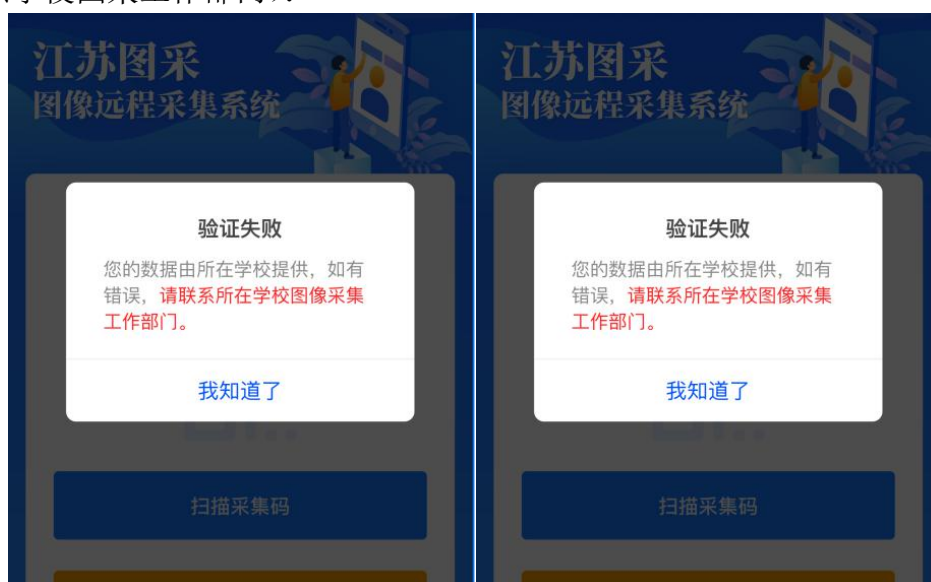 江苏图采
图像远程采集系统
验证失败
您的数据由所在学校提供，如有
错误，请联系所在学校图像采集
工作部门。
我知道了
扫描采集码
江苏图采
图像远程采集系统
验证失败
您的数据由所在学校提供，如有
错误，请联系所在学校图像采集
工作部门。
我知道了
扫描采集码